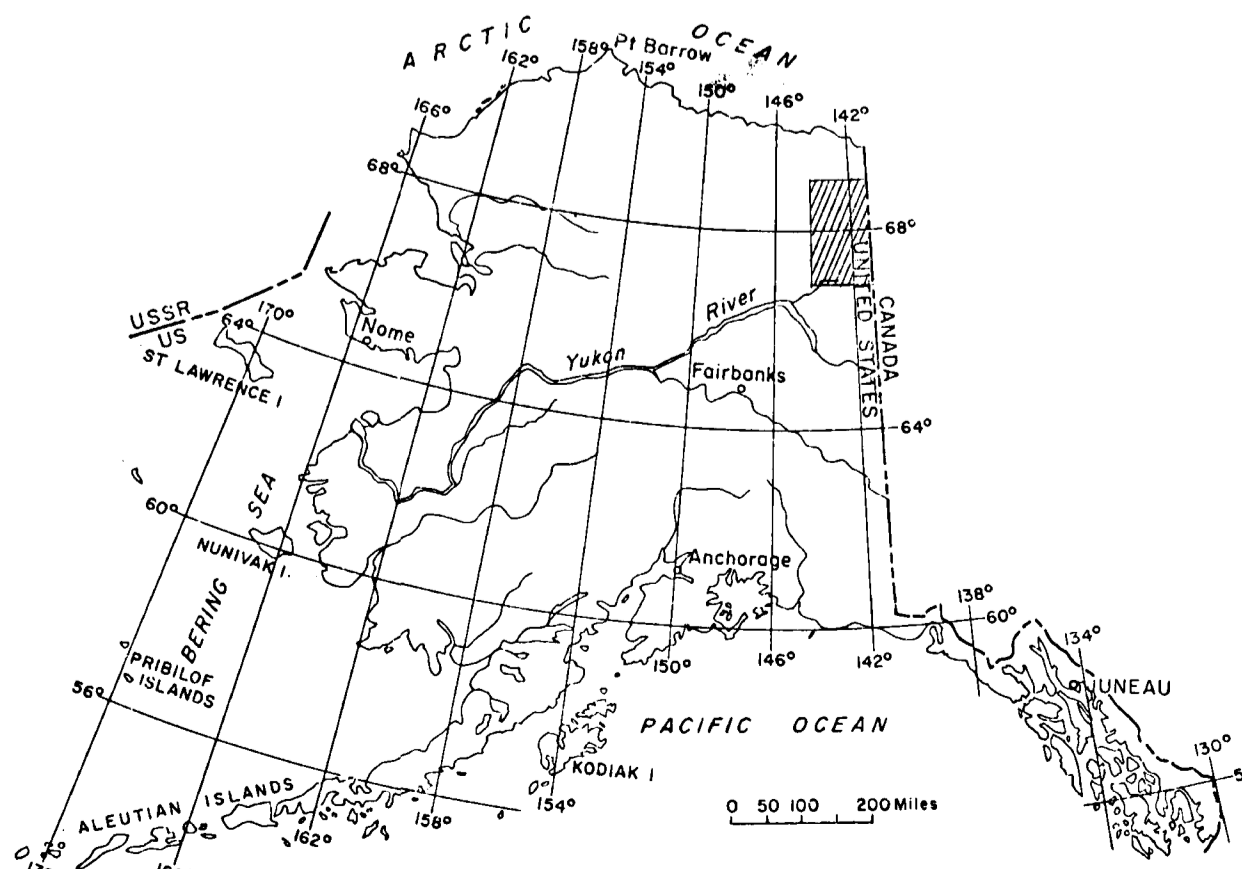 ARCTIC OCEAN
158° Pt Barrow
162°
154°
150°
146°
142°
166°
68°
68°
UNITED STATES
CANADA
USSR
US
170°
64°
Nome
ST LAWRENCE I
Yukon River
Fairbanks
64°
60°
BERING SEA
NUNIVAK I.
Anchorage
138°
60°
134°
150°
146°
142°
PRIBILOF
ISLANDS
56°
JUNEAU
PACIFIC OCEAN
KODIAK I
130°
ALEUTIAN ISLANDS
154°
158°
162°
0 50 100 200 Miles